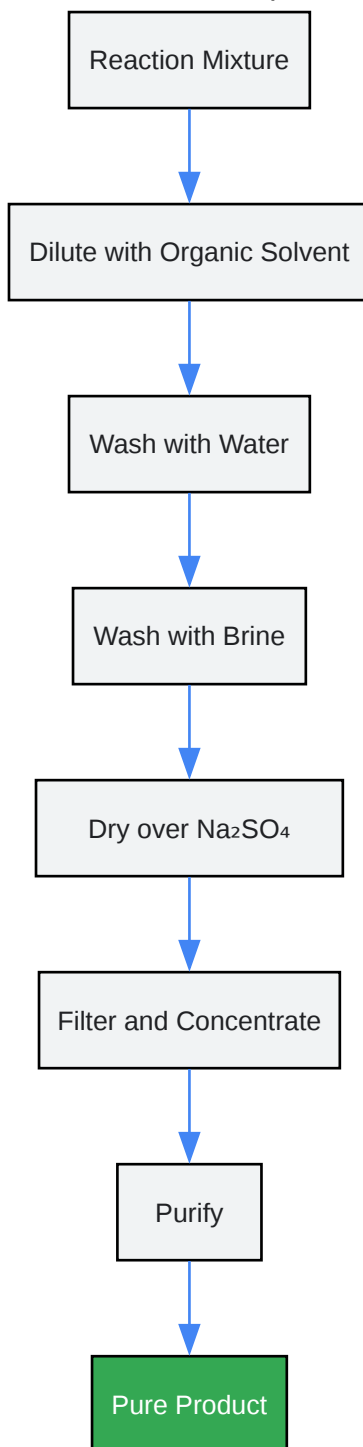 Reaction Mixture
Dilute with Organic Solvent
Wash with Water
Wash with Brine
Dry over Na₂SO₄
Filter and Concentrate
Purify
Pure Product